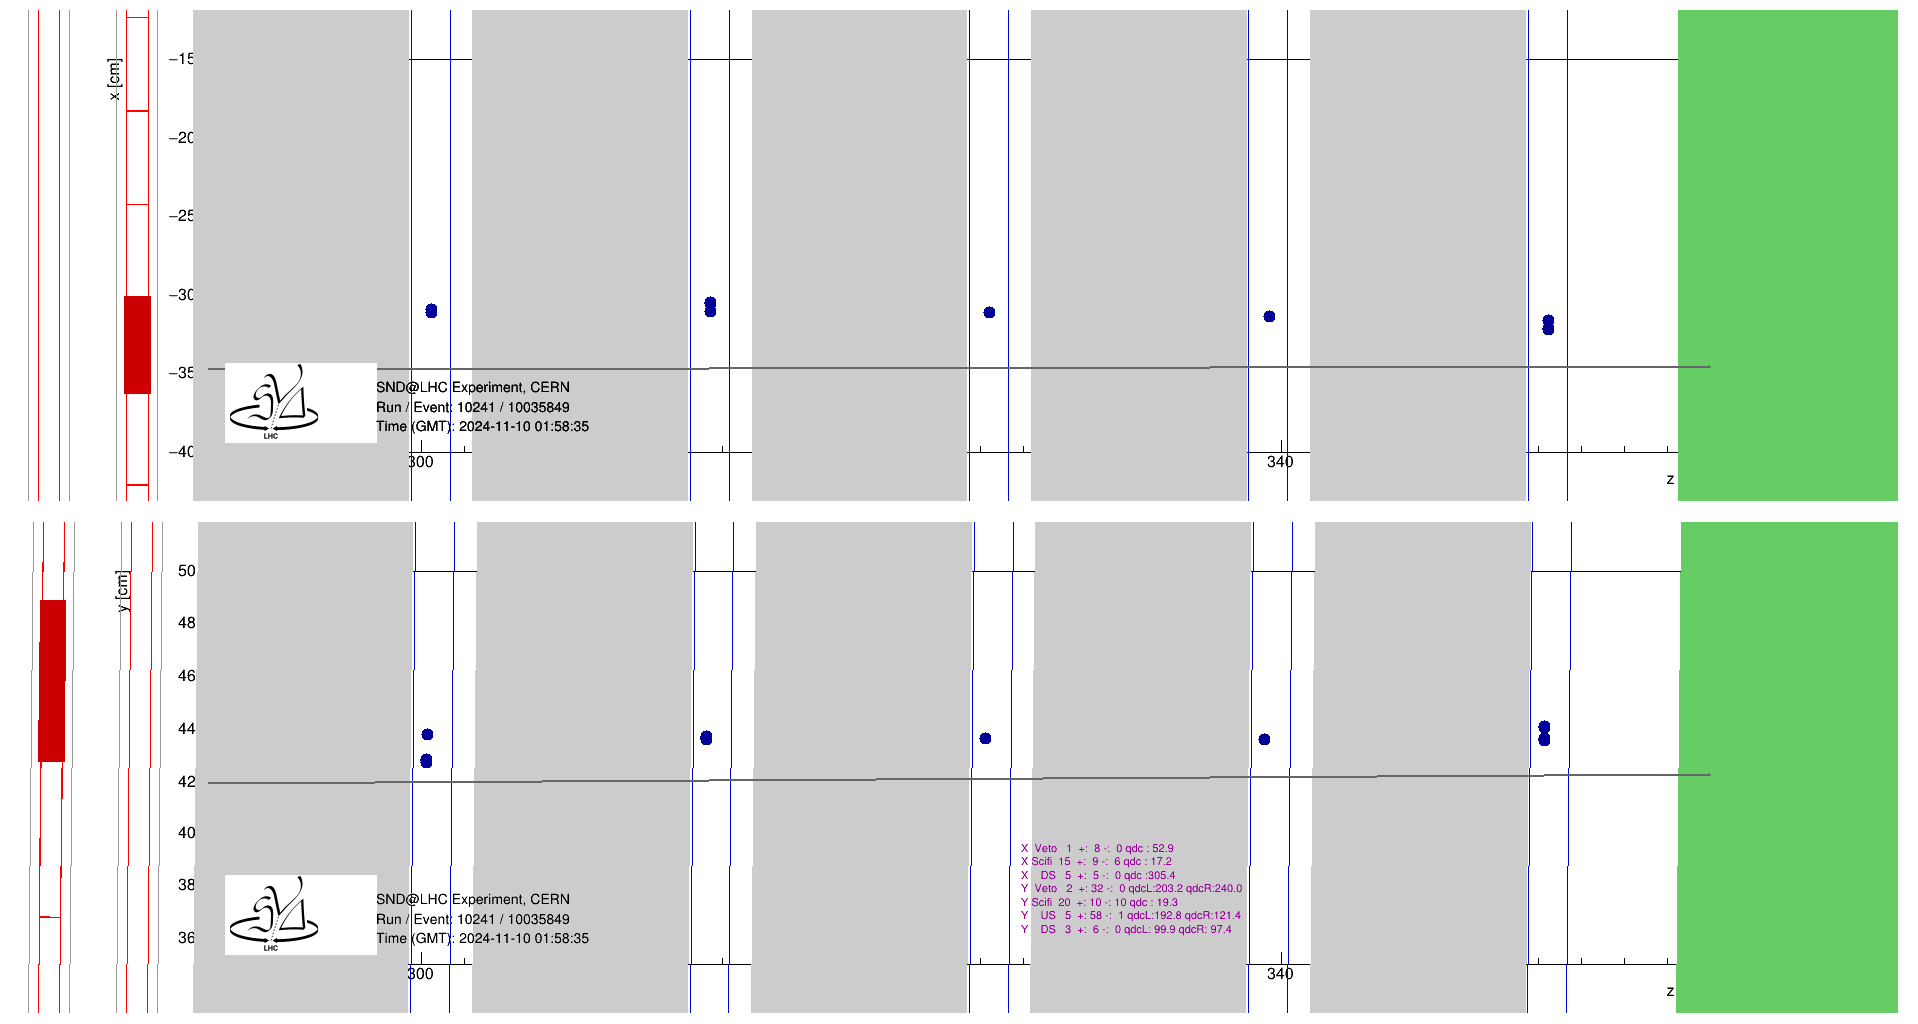 x [cm]
−15
−20
−25
−30
−35
−40
SND@LHC Experiment, CERN
Run / Event: 10241 / 10035849
Time (GMT): 2024-11-10 01:58:35
LHC
300
340
z
y [cm]
50
48
46
44
42
40
38
36
X Veto 1 +: 8 -: 0 qdc : 52.9
X Scifi 15 +: 9 -: 6 qdc : 17.2
X DS 5 +: 5 -: 0 qdc :305.4
Y Veto 2 +: 32 -: 0 qdcL:203.2 qdcR:240.0
Y Scifi 20 +: 10 -: 10 qdc : 19.3
Y US 5 +: 58 -: 1 qdcL:192.8 qdcR:121.4
Y DS 3 +: 6 -: 0 qdcL: 99.9 qdcR: 97.4
SND@LHC Experiment, CERN
Run / Event: 10241 / 10035849
Time (GMT): 2024-11-10 01:58:35
LHC
300
340
z